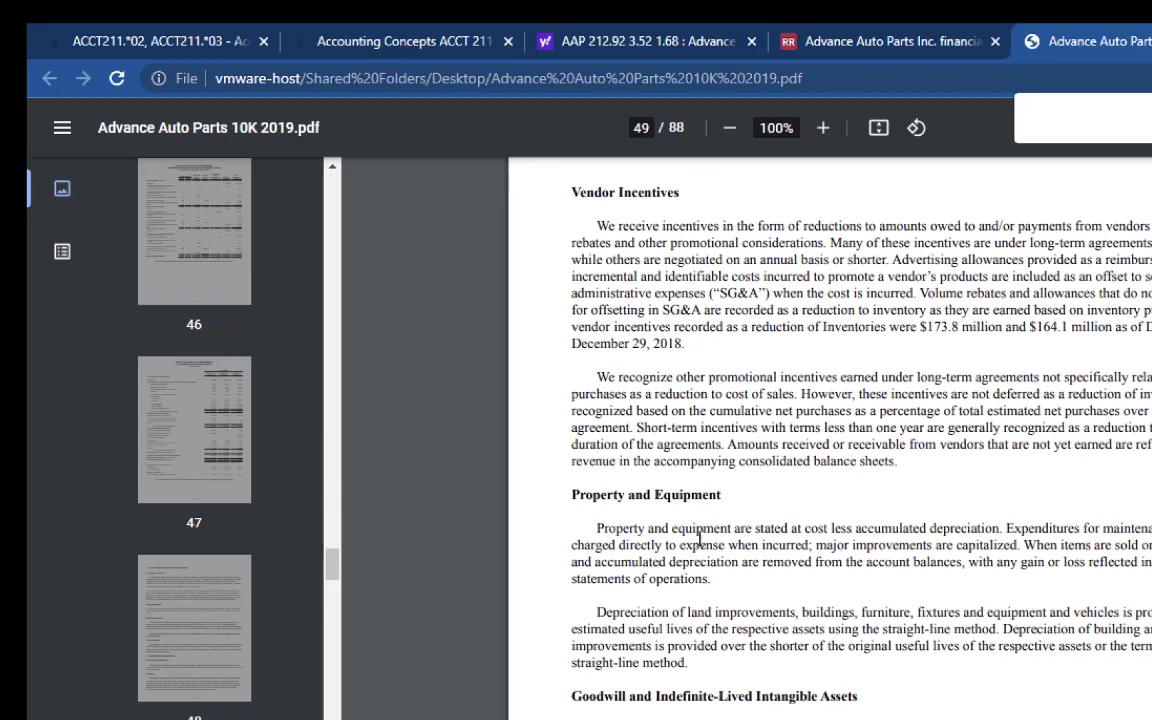 ACCT211.*02, ACCT211.*03 - Ac
Accounting Concepts ACCT 211
AAP 212.92 3.52 1.68 : Advance
RR Advance Auto Parts Inc. financia
Advance Auto Part
File vmware-host/Shared%20Folders/Desktop/Advance%20Auto%20Parts%2010K%202019.pdf
Advance Auto Parts 10K 2019.pdf
49 / 88
100%
46
47
48
Vendor Incentives
We receive incentives in the form of reductions to amounts owed to and/or payments from vendors
rebates and other promotional considerations. Many of these incentives are under long-term agreements
while others are negotiated on an annual basis or shorter. Advertising allowances provided as a reimburs
incremental and identifiable costs incurred to promote a vendor's products are included as an offset to s
administrative expenses ("SG&A") when the cost is incurred. Volume rebates and allowances that do no
for offsetting in SG&A are recorded as a reduction to inventory as they are earned based on inventory p
vendor incentives recorded as a reduction of Inventories were $173.8 million and $164.1 million as of D
December 29, 2018.
We recognize other promotional incentives earned under long-term agreements not specifically rela
purchases as a reduction to cost of sales. However, these incentives are not deferred as a reduction of in
recognized based on the cumulative net purchases as a percentage of total estimated net purchases over
agreement. Short-term incentives with terms less than one year are generally recognized as a reduction t
duration of the agreements. Amounts received or receivable from vendors that are not yet earned are ref
revenue in the accompanying consolidated balance sheets.
Property and Equipment
Property and equipment are stated at cost less accumulated depreciation. Expenditures for maintena
charged directly to expense when incurred; major improvements are capitalized. When items are sold or
and accumulated depreciation are removed from the account balances, with any gain or loss reflected in
statements of operations.
Depreciation of land improvements, buildings, furniture, fixtures and equipment and vehicles is pro
estimated useful lives of the respective assets using the straight-line method. Depreciation of building a
improvements is provided over the shorter of the original useful lives of the respective assets or the term
straight-line method.
Goodwill and Indefinite-Lived Intangible Assets